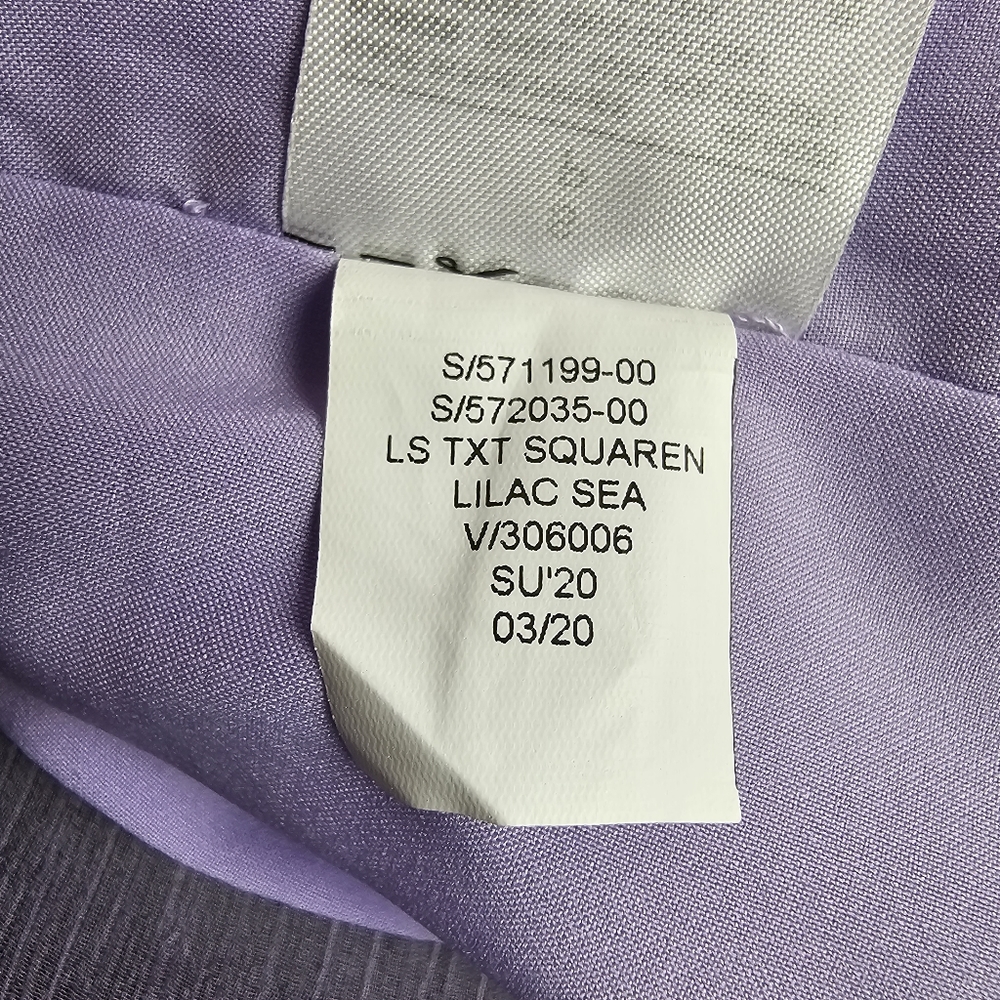 S/571199-00
S/572035-00
LS TXT SQUAREN
LILAC SEA
V/306006
SU'20
03/20